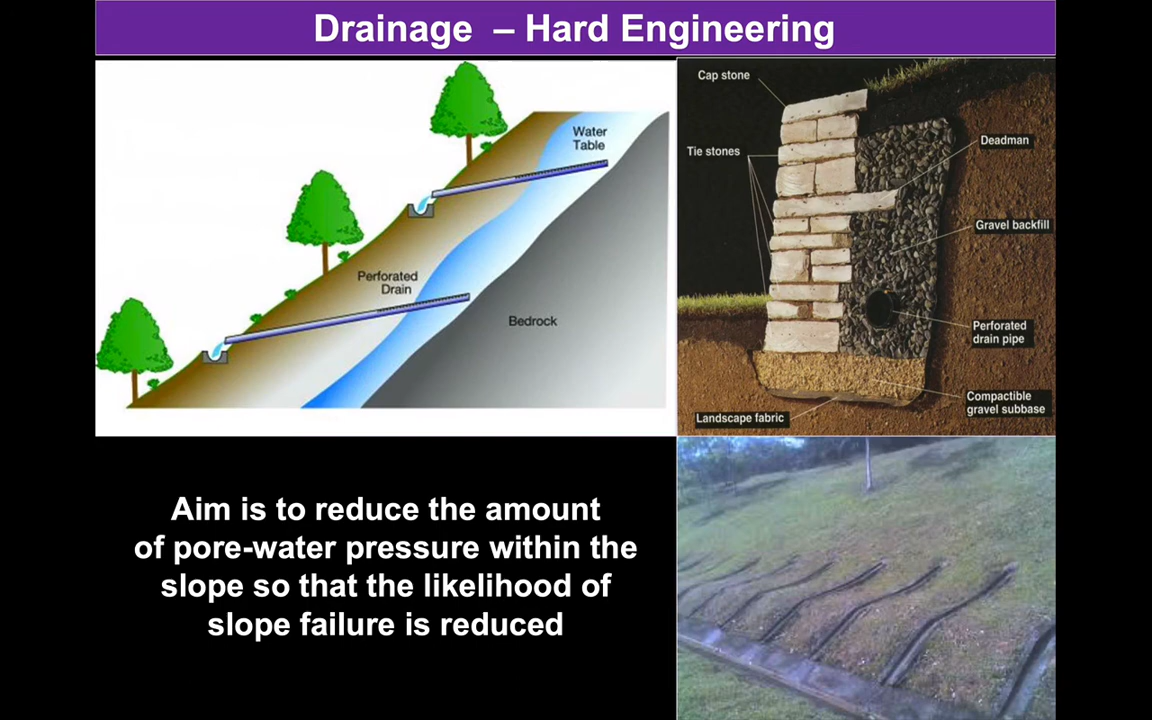 Drainage – Hard Engineering
Water
Table
Perforated
Drain
Bedrock
Cap stone
Tie stones
Deadman
Gravel backfill
Perforated
drain pipe
Compactible
gravel subbase
Landscape fabric
Aim is to reduce the amount
of pore-water pressure within the
slope so that the likelihood of
slope failure is reduced